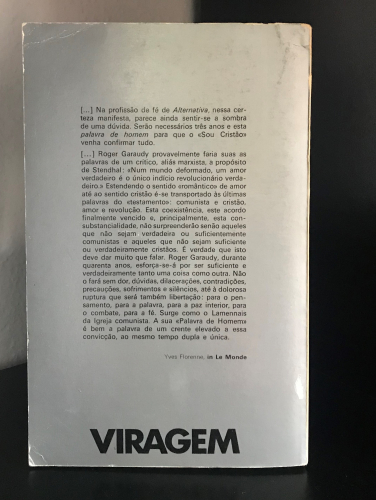 [...] Na profissão de fé de Alternativa, nessa cer-
teza manifesta, parece ainda sentir-se a sombra
de uma dúvida. Serão necessários três anos e esta
palavra de homem para que o «Sou Cristão»
venha confirmar tudo.
[...] Roger Garaudy provavelmente faria suas as
palavras de um crítico, aliás marxista, a propósito
de Stendhal: «Num mundo deformado, um amor
verdadeiro é o único indício revolucionário verda-
deiro.» Estendendo o sentido «romântico» de amor
até ao sentido cristão é-se transportado às últimas
palavras do «testamento»: comunista e cristão,
amor e revolução. Esta coexistência, este acordo
finalmente vencido e, principalmente, esta con-
substancialidade, não surpreenderão senão aqueles
que não sejam verdadeira ou suficientemente
comunistas e aqueles que não sejam suficiente
ou verdadeiramente cristãos. É verdade que isto
deve dar muito que falar. Roger Garaudy, durante
quarenta anos, esforça-se-á por ser suficiente e
verdadeiramente tanto uma coisa como outra. Não
o fará sem dor, dúvidas, dilacerações, contradições,
precauções, sofrimentos e silêncios, até à dolorosa
ruptura que será também libertação: para o pen-
samento, para a palavra, para a paz interior, para
o combate, para a fé. Surge como o Lamennais
da Igreja comunista. A sua «Palavra de Homem»
é bem a palavra de um crente elevado a essa
convicção, ao mesmo tempo dupla e única.
Yves Florenne, in Le Monde
VIRAGEM